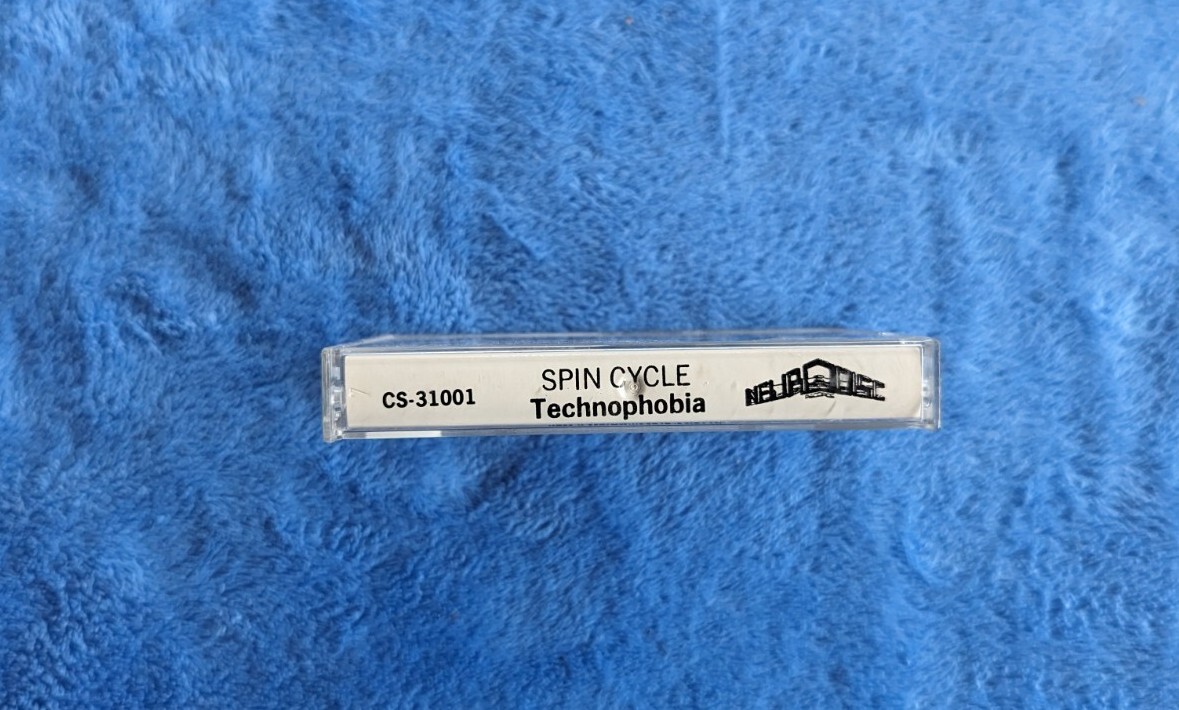 CS-31001
SPIN CYCLE
Technophobia